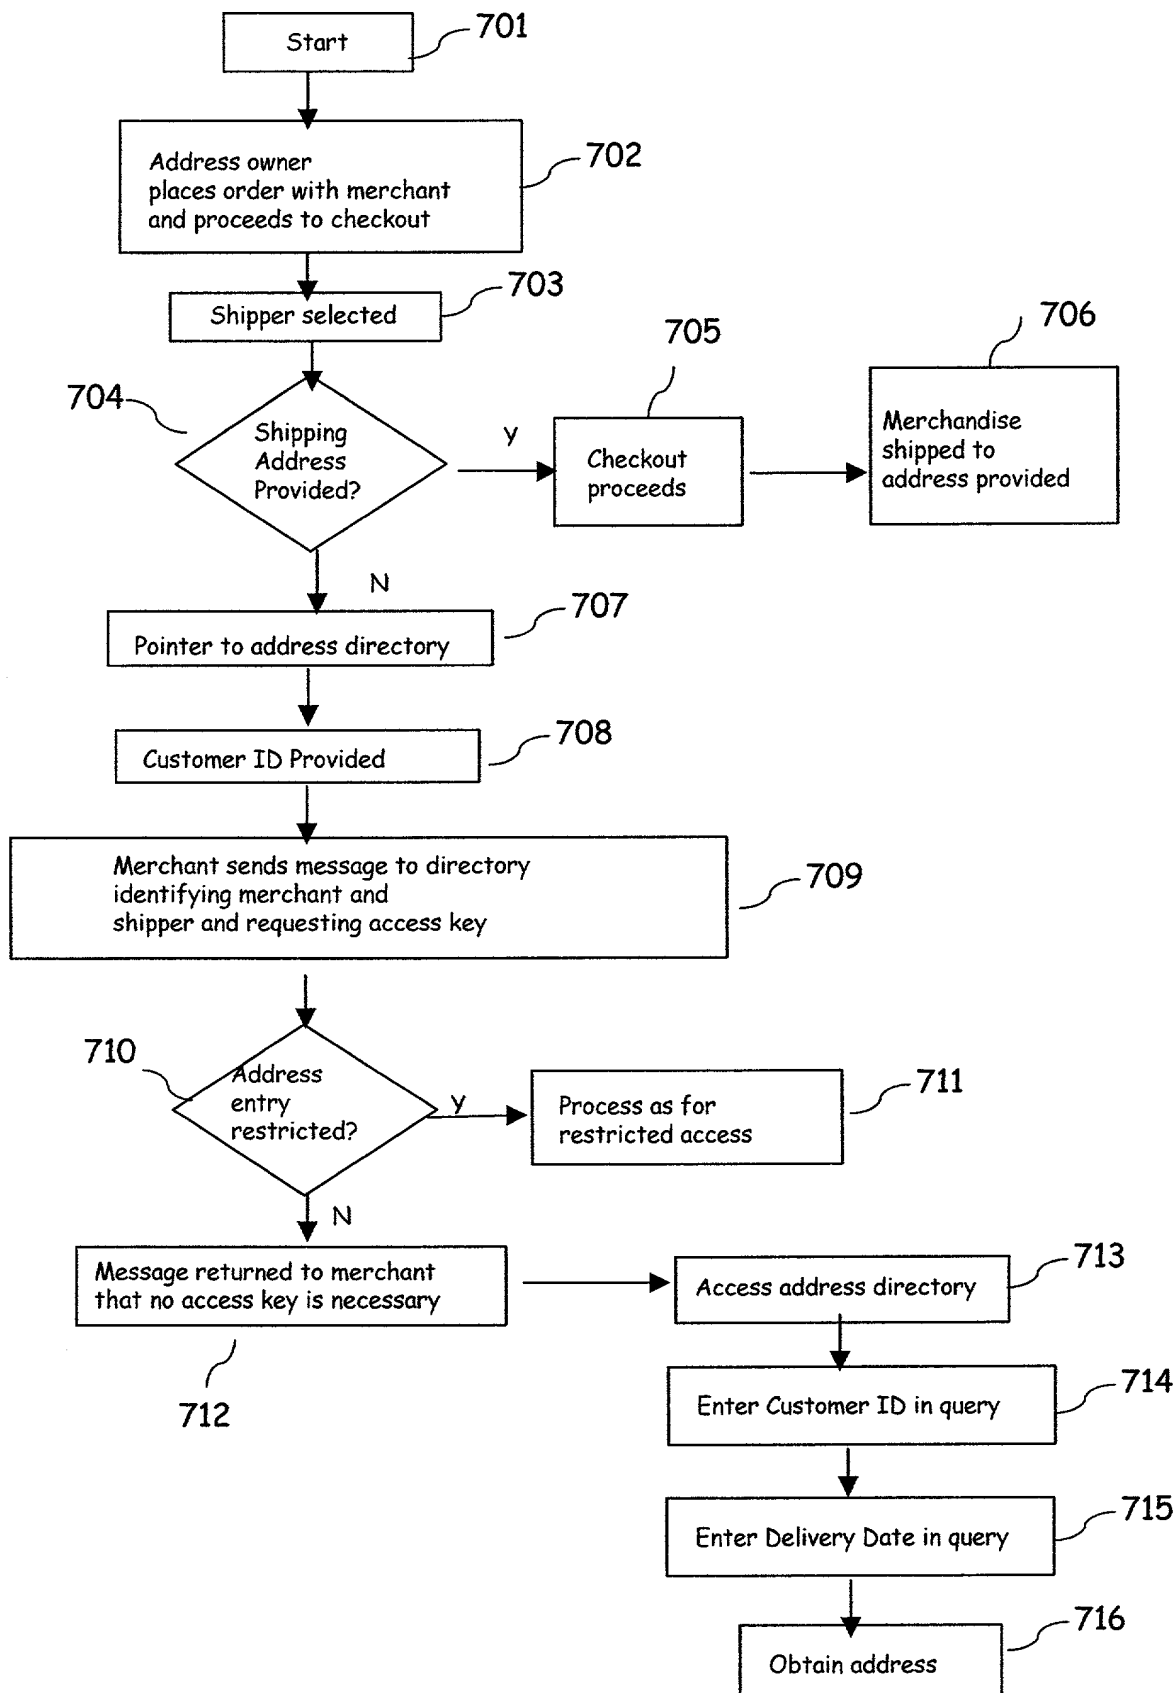 Start
701
Address owner
places order with merchant
and proceeds to checkout
702
Shipper selected
703
704
Shipping
Address
Provided?
Y
Checkout
proceeds
705
Merchandise
shipped to
address provided
706
N
Pointer to address directory
707
Customer ID Provided
708
Merchant sends message to directory
identifying merchant and
shipper and requesting access key
709
710
Address
entry
restricted?
Y
Process as for
restricted access
711
N
Message returned to merchant
that no access key is necessary
712
Access address directory
713
Enter Customer ID in query
714
Enter Delivery Date in query
715
Obtain address
716